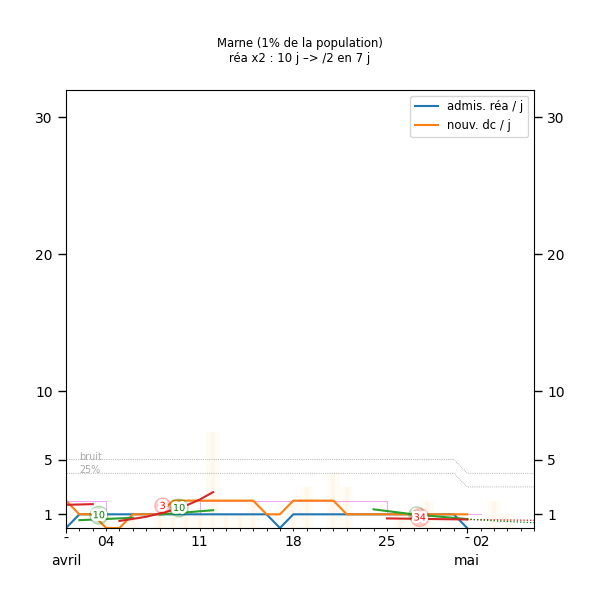 Marne (1% de la population)
réa x2 : 10 j –> /2 en 7 j
admis. réa / j
nouv. dc / j
30 30
20 20
10 10
5 5
1 1
bruit
25%
10 3 10 34
- 04 11 18 25 - 02
avril mai